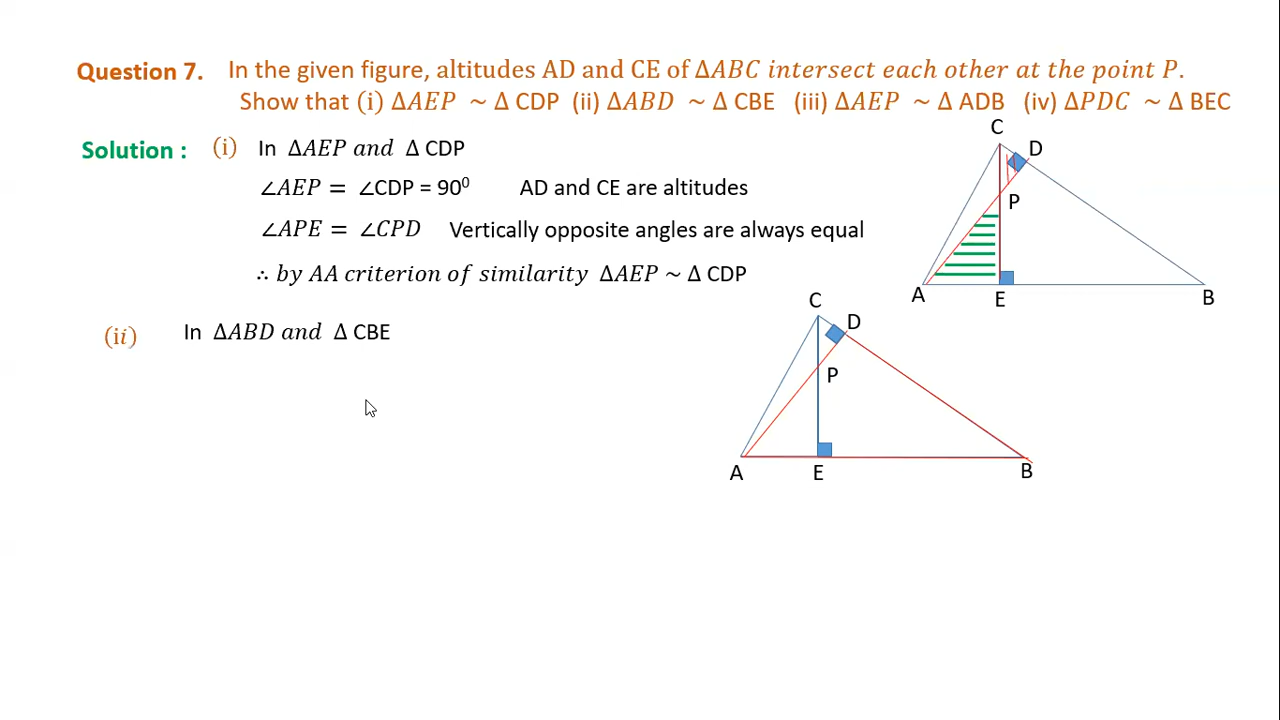 Question 7. In the given figure, altitudes AD and CE of ΔABC intersect each other at the point P.
Show that (i) ΔAEP ~ Δ CDP (ii) ΔABD ~ Δ CBE (iii) ΔAEP ~ Δ ADB (iv) ΔPDC ~ Δ BEC
Solution : (i) In ΔAEP and Δ CDP
∠AEP = ∠CDP = 90⁰ AD and CE are altitudes
∠APE = ∠CPD Vertically opposite angles are always equal
∴ by AA criterion of similarity ΔAEP ~ Δ CDP
(ii) In ΔABD and Δ CBE
C
D
P
A
E
B
C
D
P
A
E
B